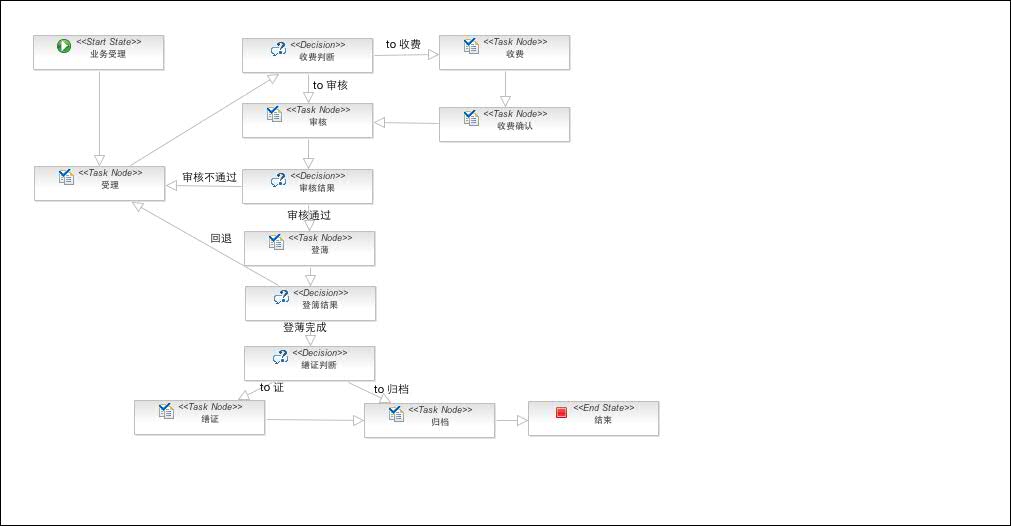 <<Start State>>
业务受理
<<Decision>>
收费判断
to 收费
<<Task Node>>
收费
to 审核
<<Task Node>>
审核
<<Task Node>>
收费确认
<<Task Node>>
受理
审核不通过
<<Decision>>
审核结果
审核通过
回退
<<Task Node>>
登薄
<<Decision>>
登簿结果
登薄完成
<<Decision>>
缮证判断
to 证
to 归档
<<Task Node>>
缮证
<<Task Node>>
归档
<<End State>>
结束